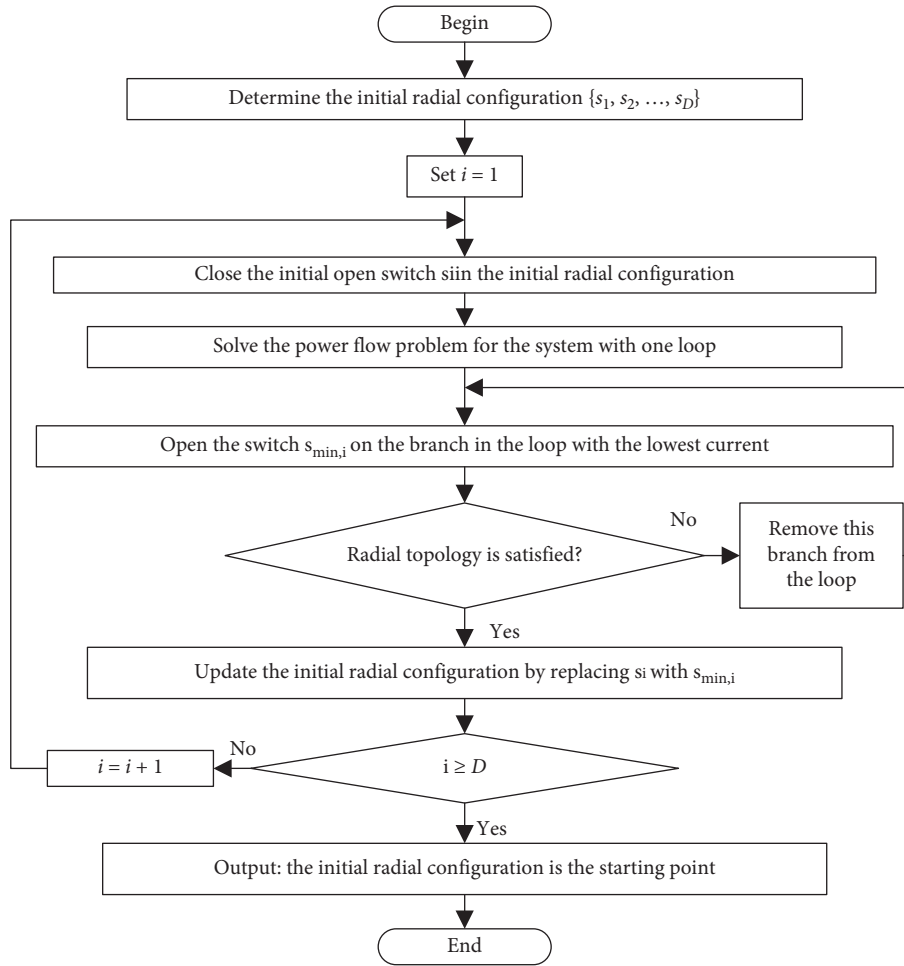 Begin
Determine the initial radial configuration {s1, s2, …, sD}
Set i = 1
Close the initial open switch siin the initial radial configuration
Solve the power flow problem for the system with one loop
Open the switch smin,i on the branch in the loop with the lowest current
No
Remove this
branch from
the loop
Radial topology is satisfied?
Yes
Update the initial radial configuration by replacing si with smin,i
No
i = i + 1
i ≥ D
Yes
Output: the initial radial configuration is the starting point
End